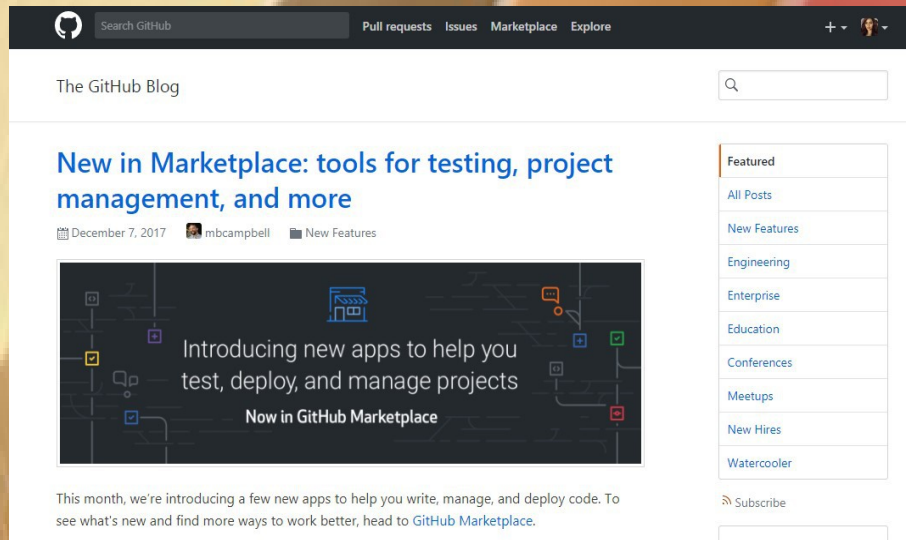 Search GitHub
Pull requests Issues Marketplace Explore
The GitHub Blog
New in Marketplace: tools for testing, project
management, and more
December 7, 2017 mbcampbell New Features
Introducing new apps to help you
test, deploy, and manage projects
Now in GitHub Marketplace
This month, we're introducing a few new apps to help you write, manage, and deploy code. To
see what's new and find more ways to work better, head to GitHub Marketplace.
Featured
All Posts
New Features
Engineering
Enterprise
Education
Conferences
Meetups
New Hires
Watercooler
Subscribe